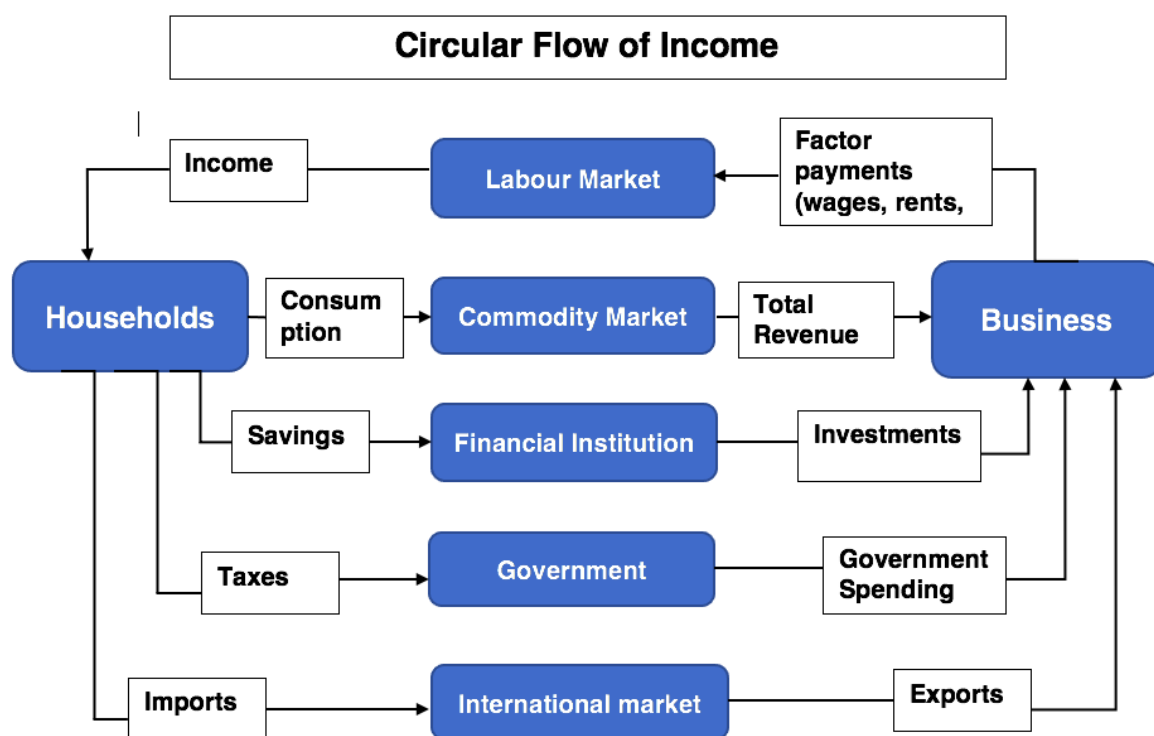 Circular Flow of Income
Income
Labour Market
Factor
payments
(wages, rents,
Households
Consum
ption
Commodity Market
Total
Revenue
Business
Savings
Financial Institution
Investments
Taxes
Government
Government
Spending
Imports
International market
Exports